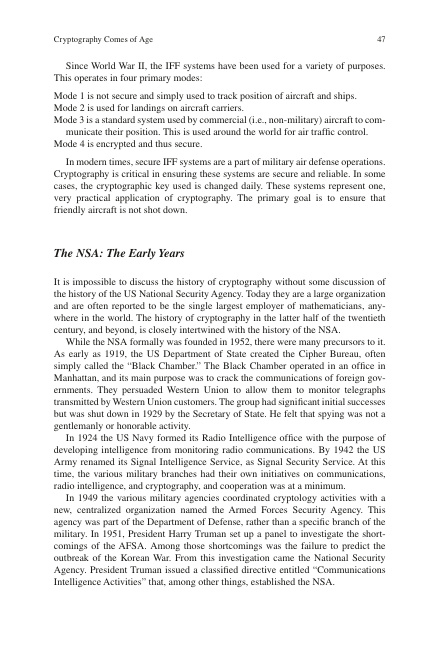 Cryptography Comes of Age 47
Since World War II, the IFF systems have been used for a variety of purposes.
This operates in four primary modes:
Mode 1 is not secure and simply used to track position of aircraft and ships.
Mode 2 is used for landings on aircraft carriers.
Mode 3 is a standard system used by commercial (i.e., non-military) aircraft to com-
municate their position. This is used around the world for air traffic control.
Mode 4 is encrypted and thus secure.
In modern times, secure IFF systems are a part of military air defense operations.
Cryptography is critical in ensuring these systems are secure and reliable. In some
cases, the cryptographic key used is changed daily. These systems represent one,
very practical application of cryptography. The primary goal is to ensure that
friendly aircraft is not shot down.
The NSA: The Early Years
It is impossible to discuss the history of cryptography without some discussion of
the history of the US National Security Agency. Today they are a large organization
and are often reported to be the single largest employer of mathematicians, any-
where in the world. The history of cryptography in the latter half of the twentieth
century, and beyond, is closely intertwined with the history of the NSA.
While the NSA formally was founded in 1952, there were many precursors to it.
As early as 1919, the US Department of State created the Cipher Bureau, often
simply called the “Black Chamber.” The Black Chamber operated in an office in
Manhattan, and its main purpose was to crack the communications of foreign gov-
ernments. They persuaded Western Union to allow them to monitor telegraphs
transmitted by Western Union customers. The group had significant initial successes
but was shut down in 1929 by the Secretary of State. He felt that spying was not a
gentlemanly or honorable activity.
In 1924 the US Navy formed its Radio Intelligence office with the purpose of
developing intelligence from monitoring radio communications. By 1942 the US
Army renamed its Signal Intelligence Service, as Signal Security Service. At this
time, the various military branches had their own initiatives on communications,
radio intelligence, and cryptography, and cooperation was at a minimum.
In 1949 the various military agencies coordinated cryptology activities with a
new, centralized organization named the Armed Forces Security Agency. This
agency was part of the Department of Defense, rather than a specific branch of the
military. In 1951, President Harry Truman set up a panel to investigate the short-
comings of the AFSA. Among those shortcomings was the failure to predict the
outbreak of the Korean War. From this investigation came the National Security
Agency. President Truman issued a classified directive entitled “Communications
Intelligence Activities” that, among other things, established the NSA.